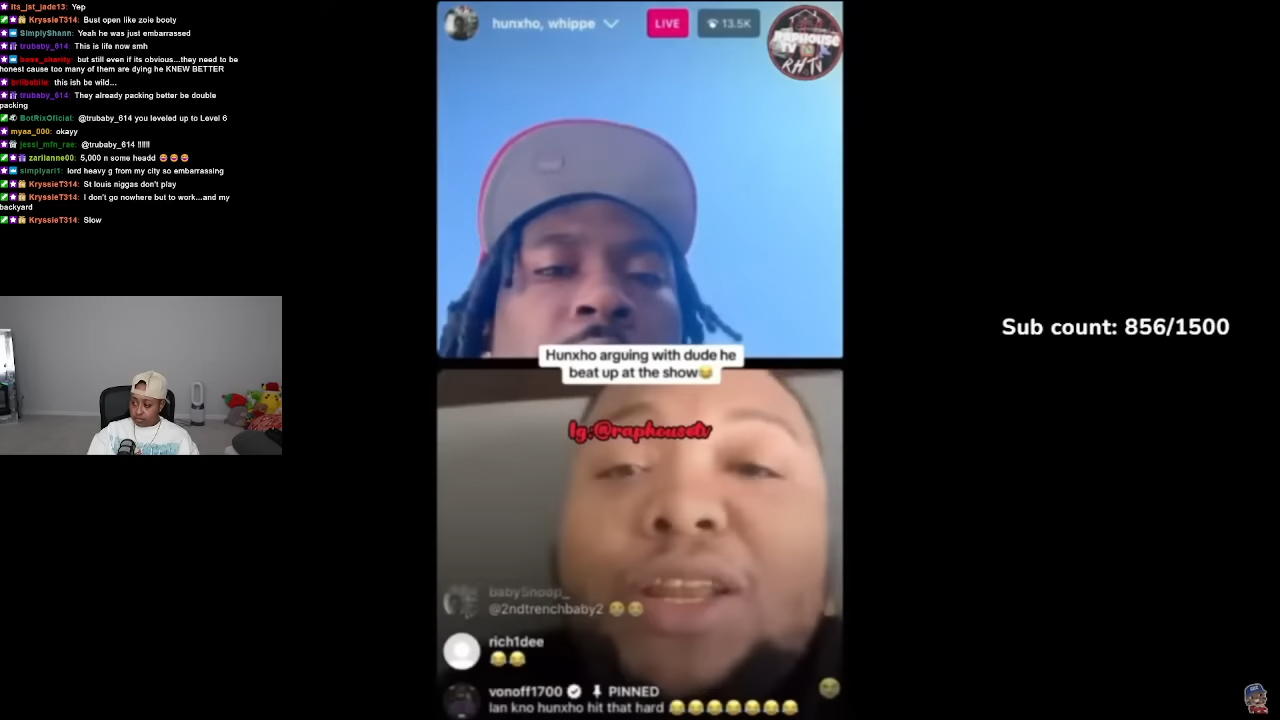 Its_jst_jade13: Yep
KryssieT314: Bust open like zoie booty
SimplyShann: Yeah he was just embarrassed
trubaby_614: This is life now smh
bass_charity: but still even if its obvious...they need to be
honest cause too many of them are dying he KNEW BETTER
this ish be wild...
trubaby_614: They already packing better be double
packing
BotRixOficial: @trubaby_614 you leveled up to Level 6
myaa_000: okayy
jessi_mfn_rae: @trubaby_614 !!!!!!
zarlianne00: 5,000 n some headd 😂😂😂
simplyari1: lord heavy g from my city so embarrassing
KryssieT314: St louis niggas don't play
KryssieT314: I don't go nowhere but to work...and my
backyard
KryssieT314: Slow
hunxho, whippe
LIVE
13.5K
RAPHOUSE
TV
RHTv
Sub count: 856/1500
Hunxho arguing with dude he
beat up at the show😂
Ig:@raphousetv
babySnoop_
@2ndtrenchbaby2 😂😂
rich1dee
😂😂
vonoff1700 PINNED
Ian kno hunxho hit that hard 😂😂😂😂😂😂😂